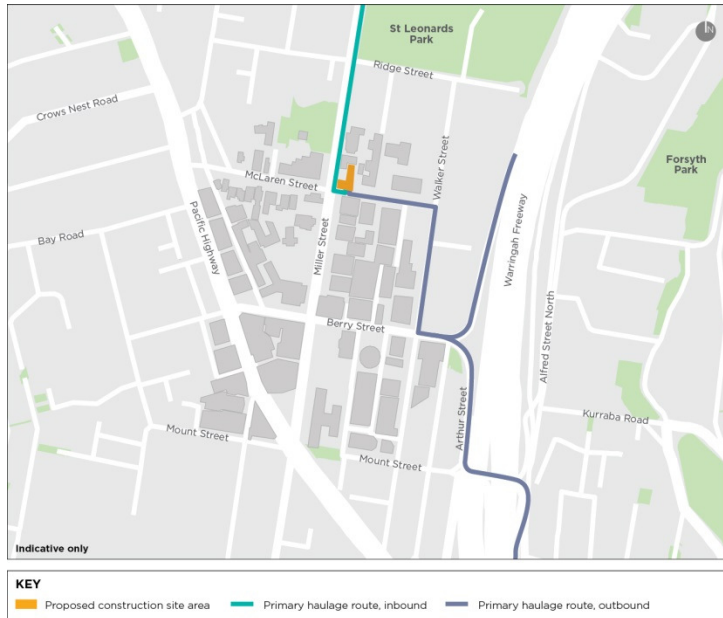 St Leonards
Park
N
Ridge Street
Crows Nest Road
Walker Street
Forsyth
Park
McLaren Street
Pacific Highway
Bay Road
Miller Street
Warringah Freeway
Alfred Street North
Berry Street
Arthur Street
Kurraba Road
Mount Street
Mount Street
Indicative only
KEY
Proposed construction site area
Primary haulage route, inbound
Primary haulage route, outbound